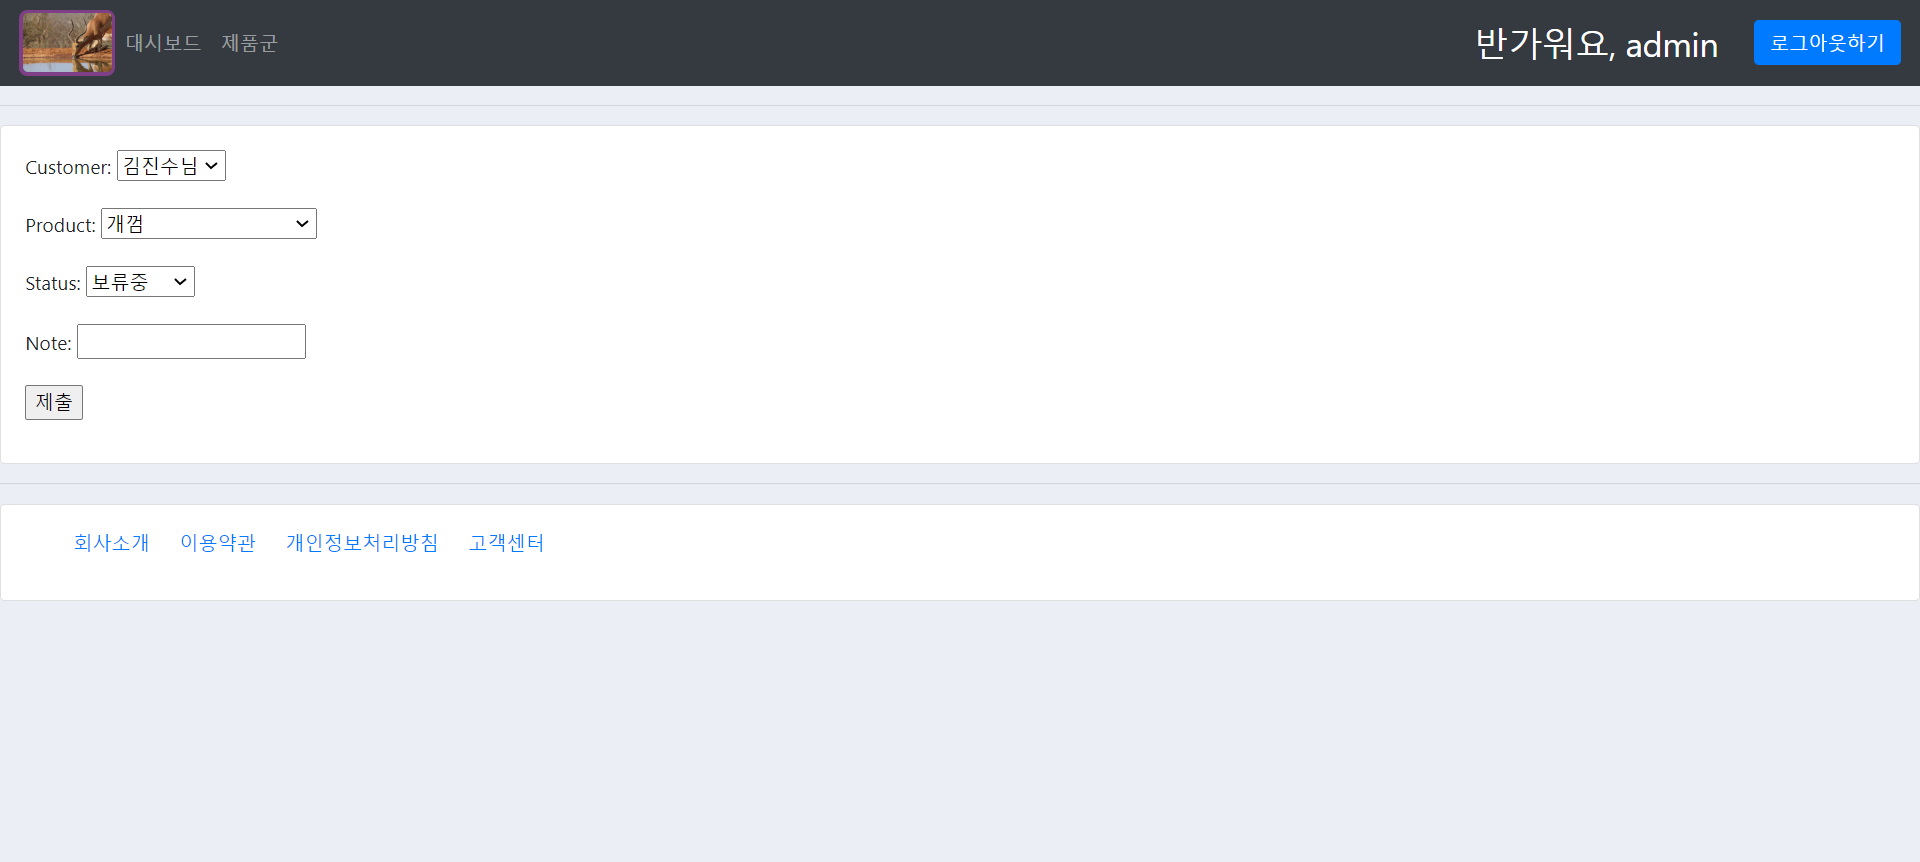 대시보드 제품군 반가워요, admin 로그아웃하기
Customer: 김진수님
Product: 개껌
Status: 보류중
Note:
제출
회사소개 이용약관 개인정보처리방침 고객센터